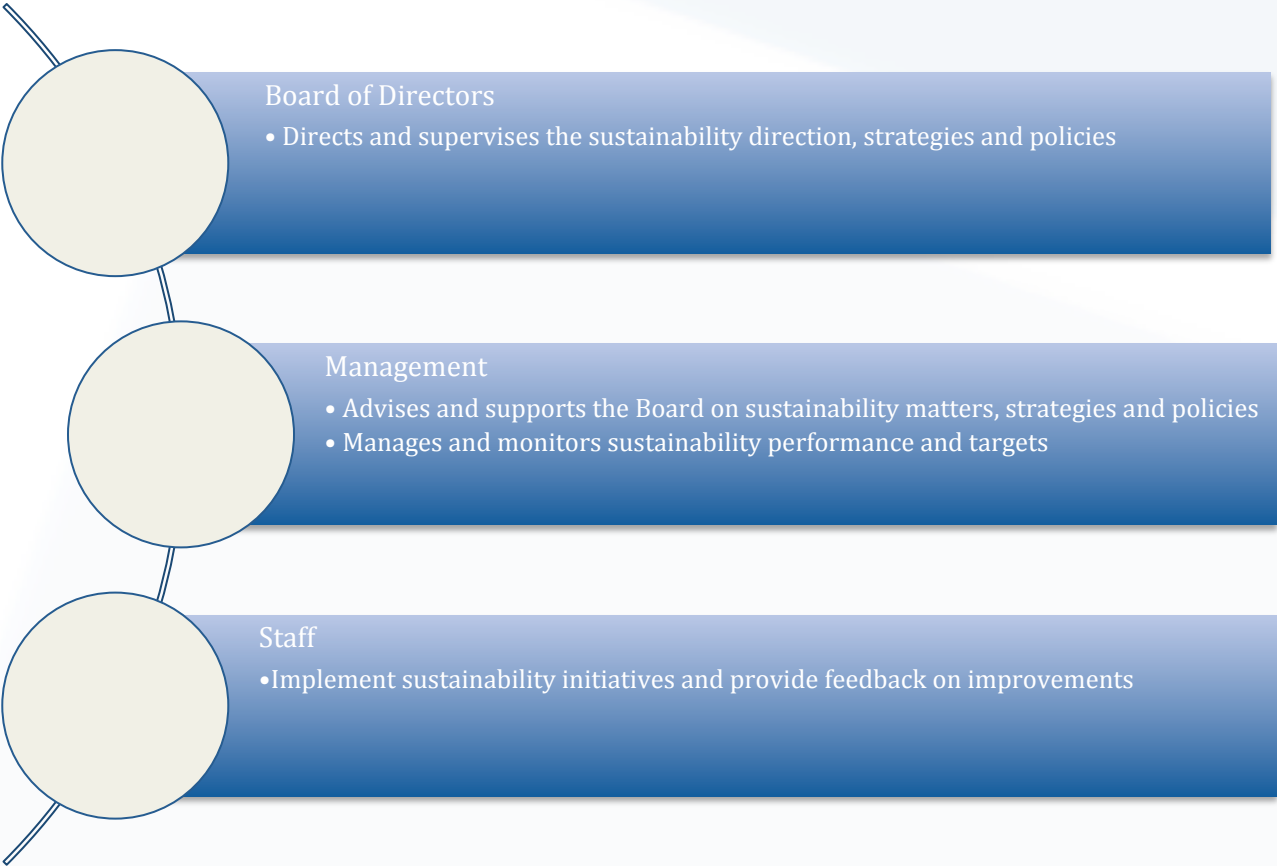 Board of Directors
• Directs and supervises the sustainability direction, strategies and policies
Management
• Advises and supports the Board on sustainability matters, strategies and policies
• Manages and monitors sustainability performance and targets
Staff
•Implement sustainability initiatives and provide feedback on improvements